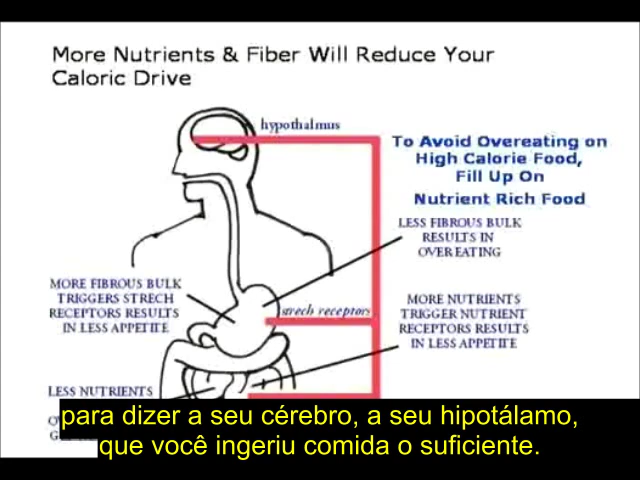 More Nutrients & Fiber Will Reduce Your
Caloric Drive
hypothalmus
To Avoid Overeating on
High Calorie Food,
Fill Up On
Nutrient Rich Food
LESS FIBROUS BULK
RESULTS IN
OVEREATING
MORE FIBROUS BULK
TRIGGERS STRECH
RECEPTORS RESULTS
IN LESS APPETITE
strech receptors
MORE NUTRIENTS
TRIGGER NUTRIENT
RECEPTORS RESULTS
IN LESS APPETITE
LESS NUTRIENTS
para dizer a seu cérebro, a seu hipotálamo,
que você ingeriu comida o suficiente.